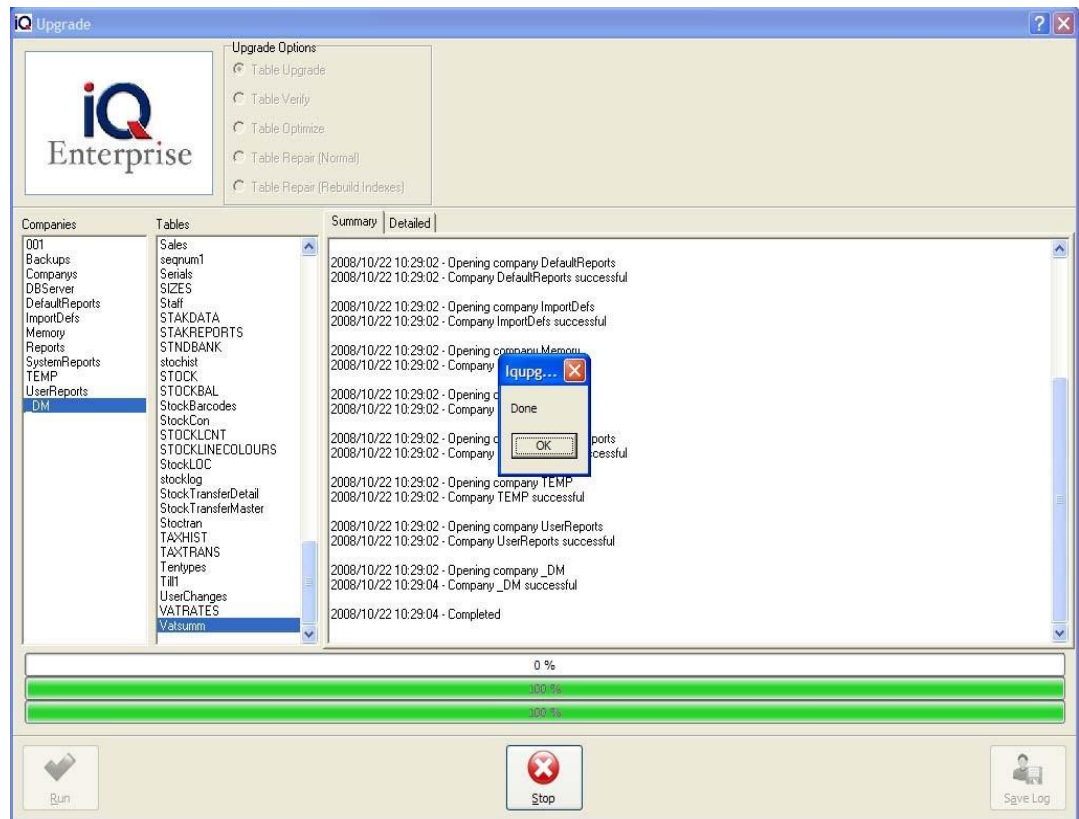 iQ Upgrade
iQ
Enterprise
Upgrade Options
Table Upgrade
Table Verify
Table Optimize
Table Repair (Normal)
Table Repair (Rebuild Indexes)
Companies
001
Backups
Companys
DBServer
DefaultReports
ImportDefs
Memory
Reports
SystemReports
TEMP
UserReports
_DM
Tables
Sales
seqnum1
Serials
SIZES
Staff
STAKDATA
STAKREPORTS
STNDBANK
stochist
STOCK
STOCKBAL
StockBarcodes
StockCon
STOCKLCNT
STOCKLINECOLOURS
StockLOC
stocklog
StockTransferDetail
StockTransferMaster
Stoctran
TAXHIST
TAXTRANS
Tentypes
Till1
UserChanges
VATRATES
Vatsumm
Summary
Detailed
2008/10/22 10:29:02 - Opening company DefaultReports
2008/10/22 10:29:02 - Company DefaultReports successful
2008/10/22 10:29:02 - Opening company ImportDefs
2008/10/22 10:29:02 - Company ImportDefs successful
2008/10/22 10:29:02 - Opening company Memory
2008/10/22 10:29:02 - Company
2008/10/22 10:29:02 - Opening
2008/10/22 10:29:02 - Company
2008/10/22 10:29:02 - Opening
2008/10/22 10:29:02 - Company
2008/10/22 10:29:02 - Opening company TEMP
2008/10/22 10:29:02 - Company TEMP successful
2008/10/22 10:29:02 - Opening company UserReports
2008/10/22 10:29:02 - Company UserReports successful
2008/10/22 10:29:02 - Opening company _DM
2008/10/22 10:29:04 - Company _DM successful
2008/10/22 10:29:04 - Completed
Iqupg...
Done
OK
0 %
100 %
100 %
Run
Stop
Save Log